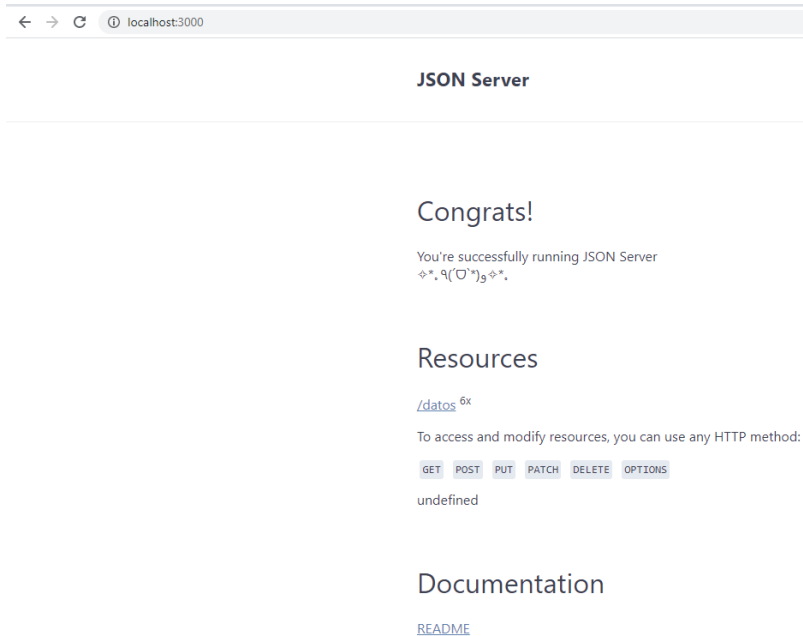 localhost:3000
JSON Server
Congrats!
You're successfully running JSON Server
✧*｡٩(ˊᗜˋ*)و✧*｡
Resources
/datos 6x
To access and modify resources, you can use any HTTP method:
GET POST PUT PATCH DELETE OPTIONS
undefined
Documentation
README